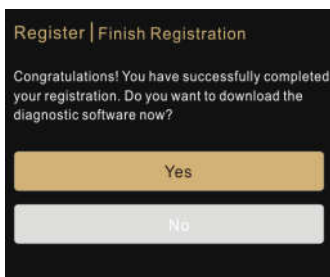 Register | Finish Registration
Congratulations! You have successfully completed
your registration. Do you want to download the
diagnostic software now?
Yes
No